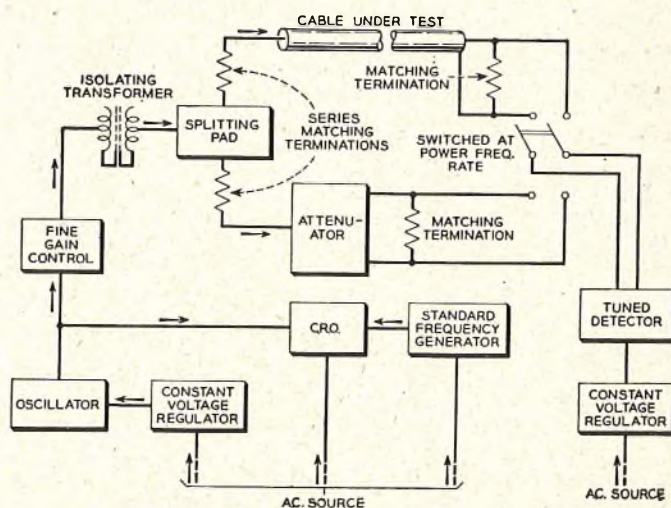 CABLE UNDER TEST
ISOLATING
TRANSFORMER
MATCHING
TERMINATION
SPLITTING
PAD
SERIES
MATCHING
TERMINATIONS
SWITCHED AT
POWER FREQ.
RATE
ATTENU-
ATOR
MATCHING
TERMINATION
FINE
GAIN
CONTROL
C.R.O.
STANDARD
FREQUENCY
GENERATOR
TUNED
DETECTOR
OSCILLATOR
CONSTANT
VOLTAGE
REGULATOR
CONSTANT
VOLTAGE
REGULATOR
AC. SOURCE
AC. SOURCE